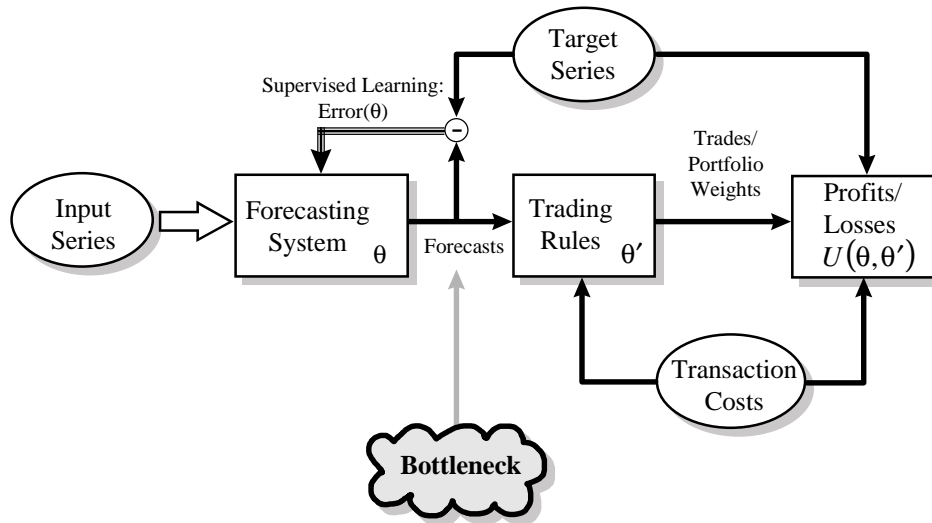 Target
Series
Supervised Learning:
Error(θ)
-
Trades/
Portfolio
Weights
Input
Series
Forecasting
System
θ
Forecasts
Trading
Rules
θ′
Profits/
Losses
U(θ,θ′)
Transaction
Costs
Bottleneck